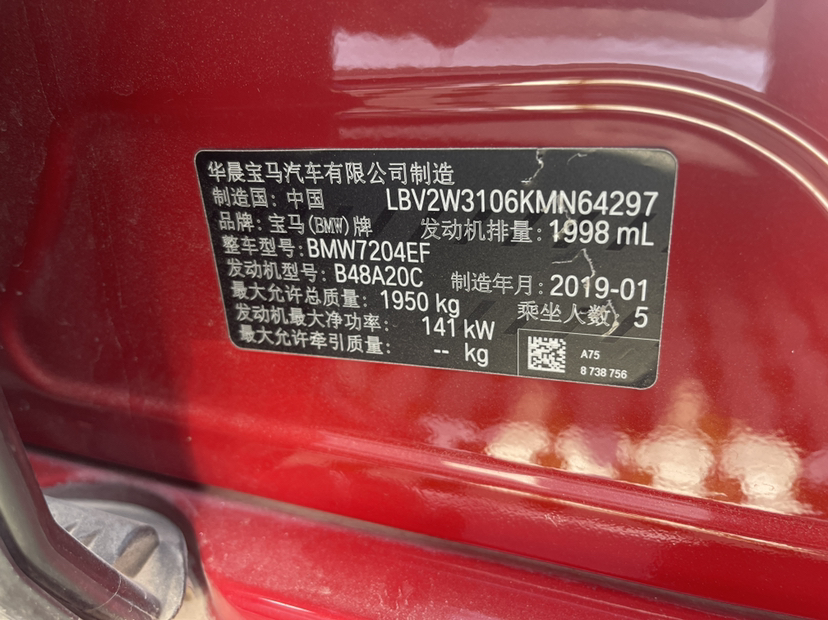 华晨宝马汽车有限公司制造
制造国: 中国 LBV2W3106KMN64297
品牌: 宝马(BMW)牌 发动机排量: 1998 mL
整车型号: BMW7204EF
发动机型号: B48A20C 制造年月: 2019-01
最大允许总质量: 1950 kg 乘坐人数: 5
发动机最大净功率: 141 kW
最大允许牵引质量: -- kg
A75
8 738 756